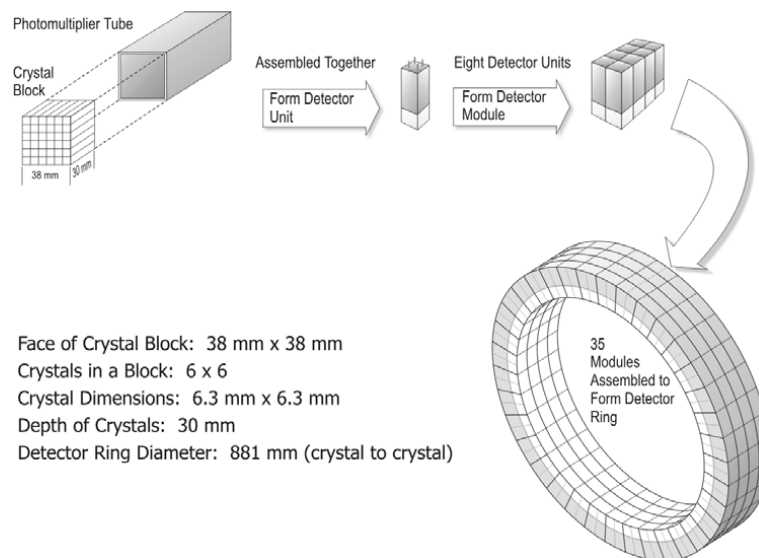 Photomultiplier Tube
Crystal
Block
38 mm
30 mm
Assembled Together
Form Detector
Unit
Eight Detector Units
Form Detector
Module
35
Modules
Assembled to
Form Detector
Ring
Face of Crystal Block: 38 mm x 38 mm
Crystals in a Block: 6 x 6
Crystal Dimensions: 6.3 mm x 6.3 mm
Depth of Crystals: 30 mm
Detector Ring Diameter: 881 mm (crystal to crystal)